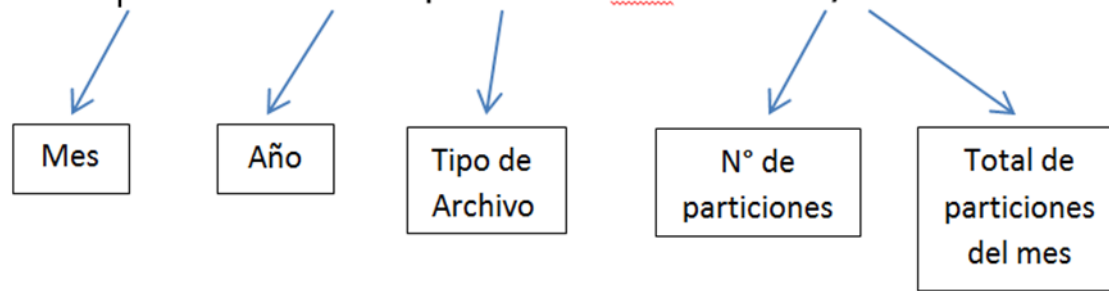 Mes
Año
Tipo de
Archivo
N° de
particiones
Total de
particiones
del mes